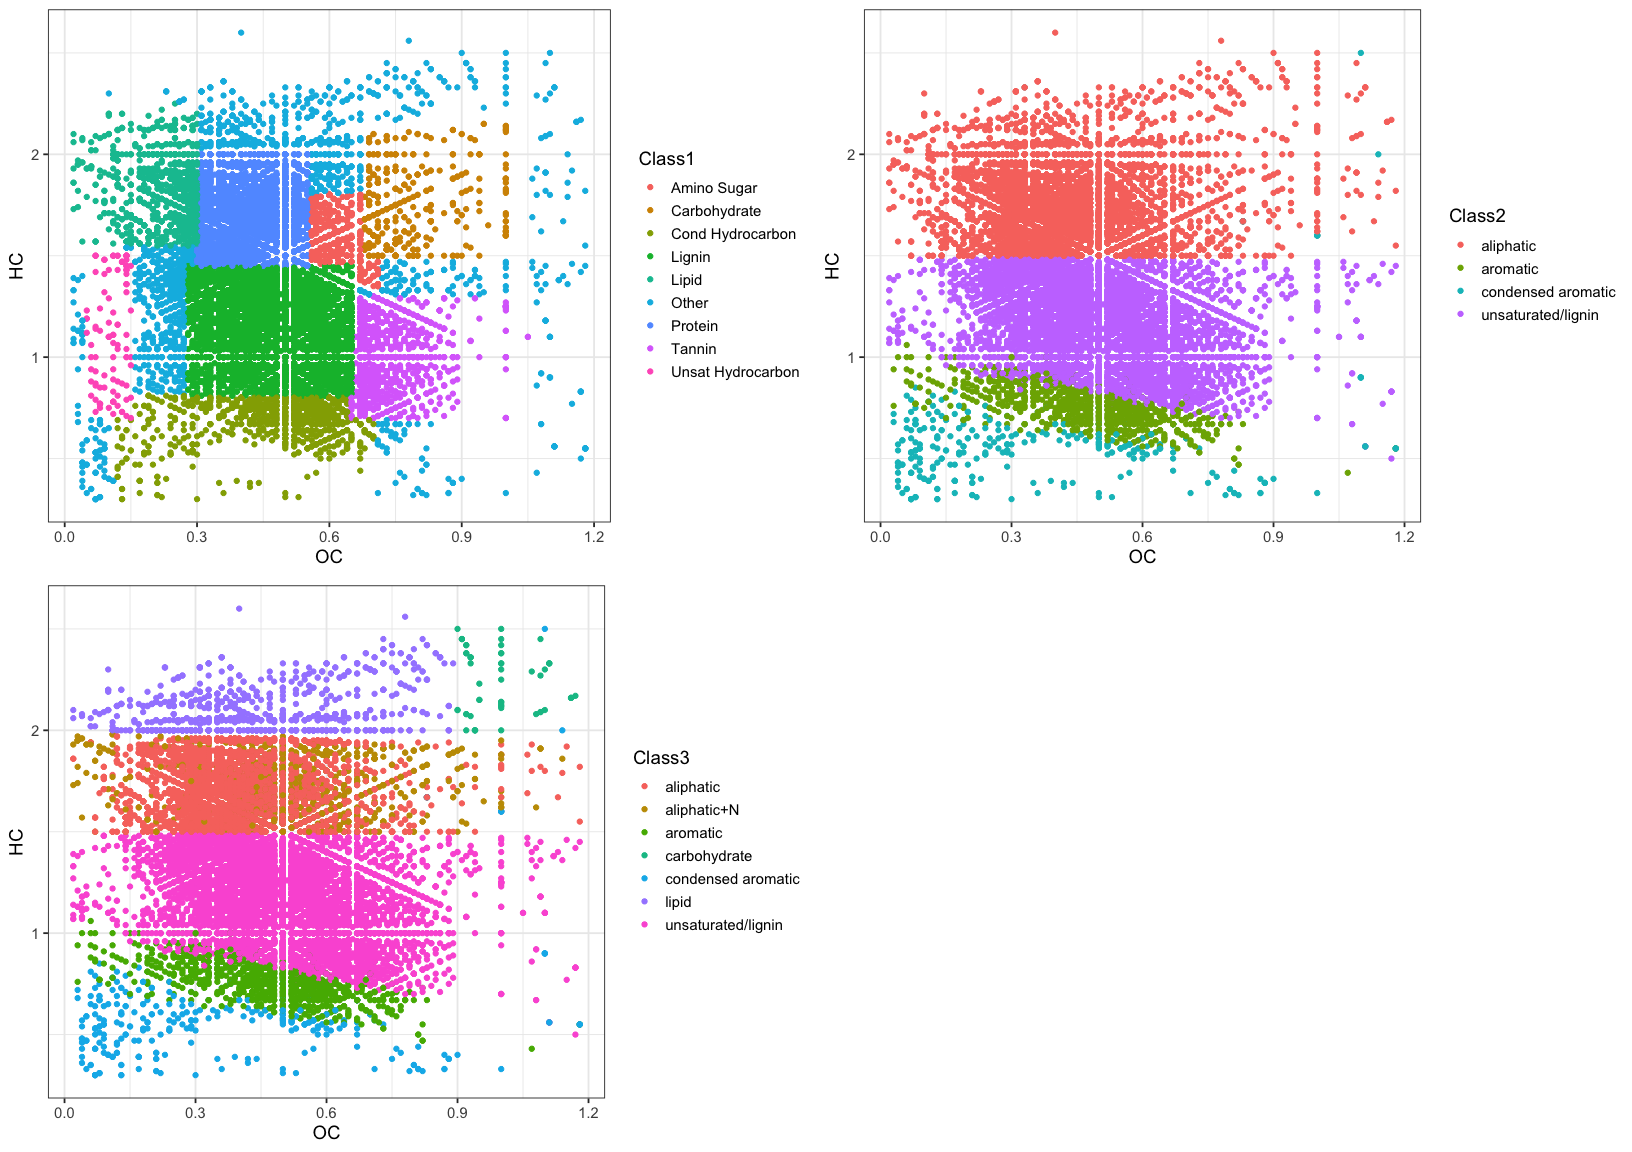 HC
2
1
0.0 0.3 0.6 0.9 1.2
OC
Class1
Amino Sugar
Carbohydrate
Cond Hydrocarbon
Lignin
Lipid
Other
Protein
Tannin
Unsat Hydrocarbon
HC
2
1
0.0 0.3 0.6 0.9 1.2
OC
Class2
aliphatic
aromatic
condensed aromatic
unsaturated/lignin
HC
2
1
0.0 0.3 0.6 0.9 1.2
OC
Class3
aliphatic
aliphatic+N
aromatic
carbohydrate
condensed aromatic
lipid
unsaturated/lignin